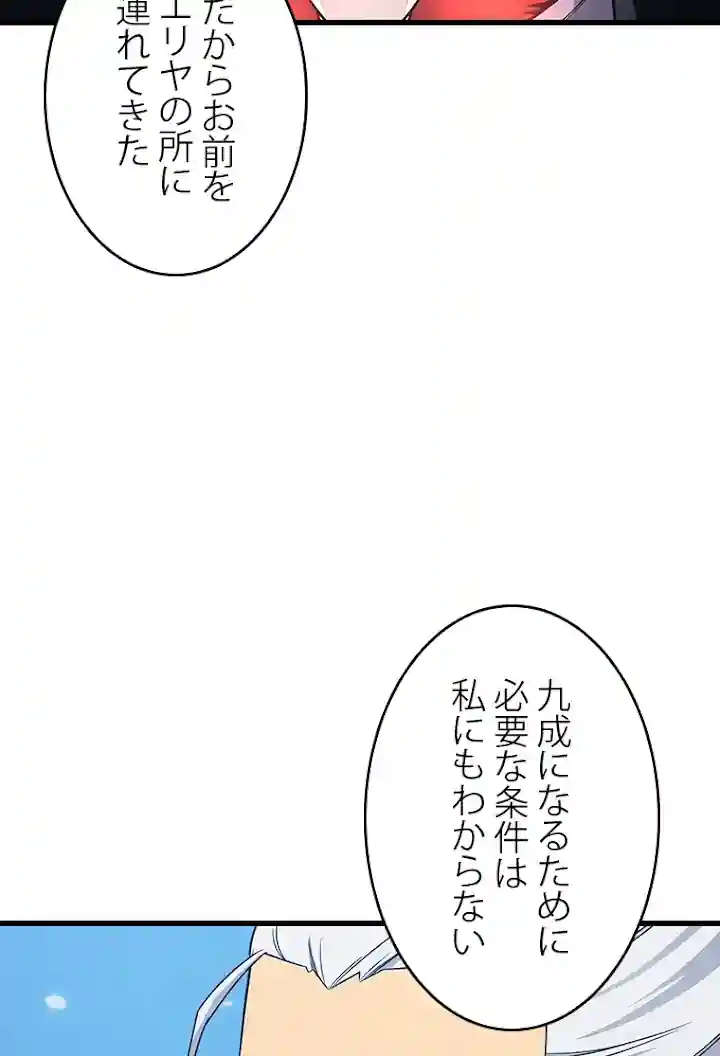 たからお前を
エリヤの所に
連れてきた
九成になるために
必要な条件は
私にもわからない